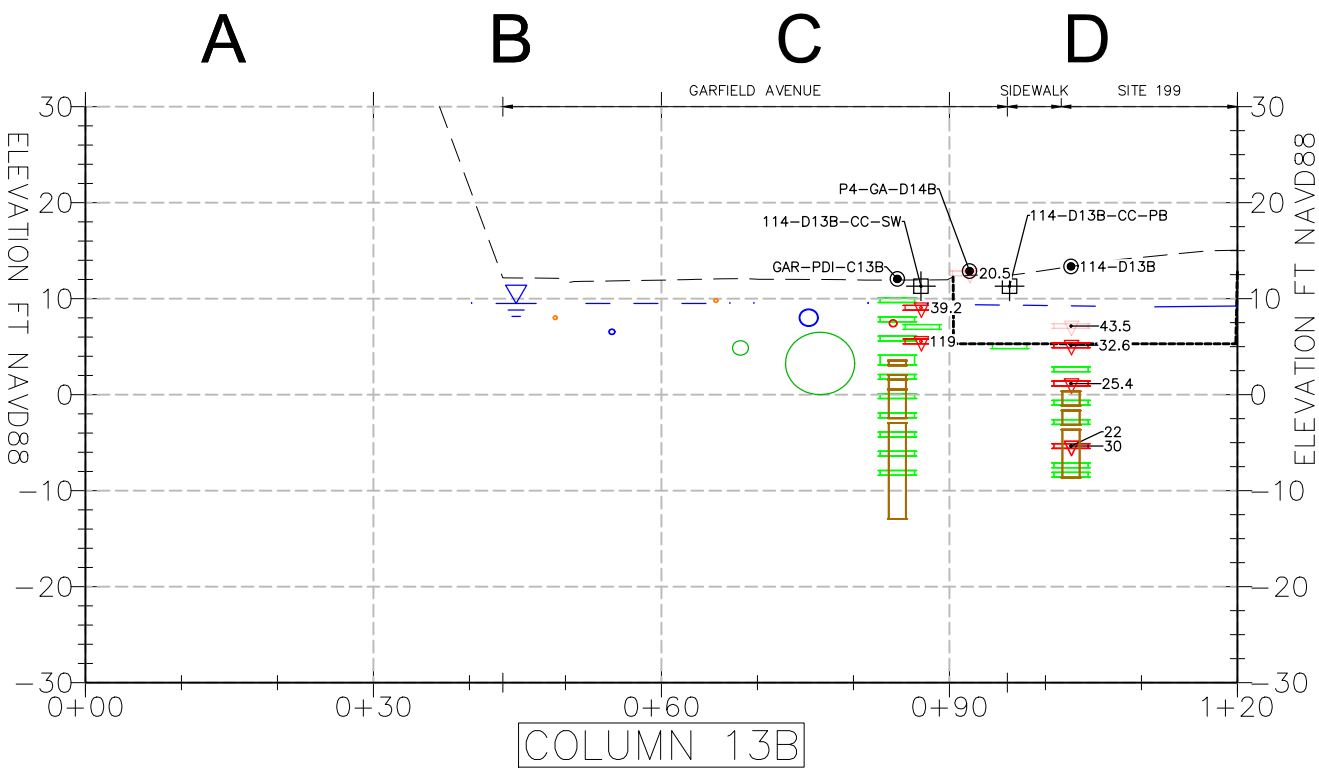 A B C D
GARFIELD AVENUE SIDEWALK SITE 199
30 30
20 20
10 10
0 0
-10 -10
-20 -20
-30 -30
ELEVATION FT NAVD88
ELEVATION FT NAVD88
P4-GA-D14B
114-D13B-CC-SW
114-D13B-CC-PB
GAR-PDI-C13B
20.5
114-D13B
39.2
43.5
119
32.6
25.4
22
30
0+00 0+30 0+60 0+90 1+20
COLUMN 13B